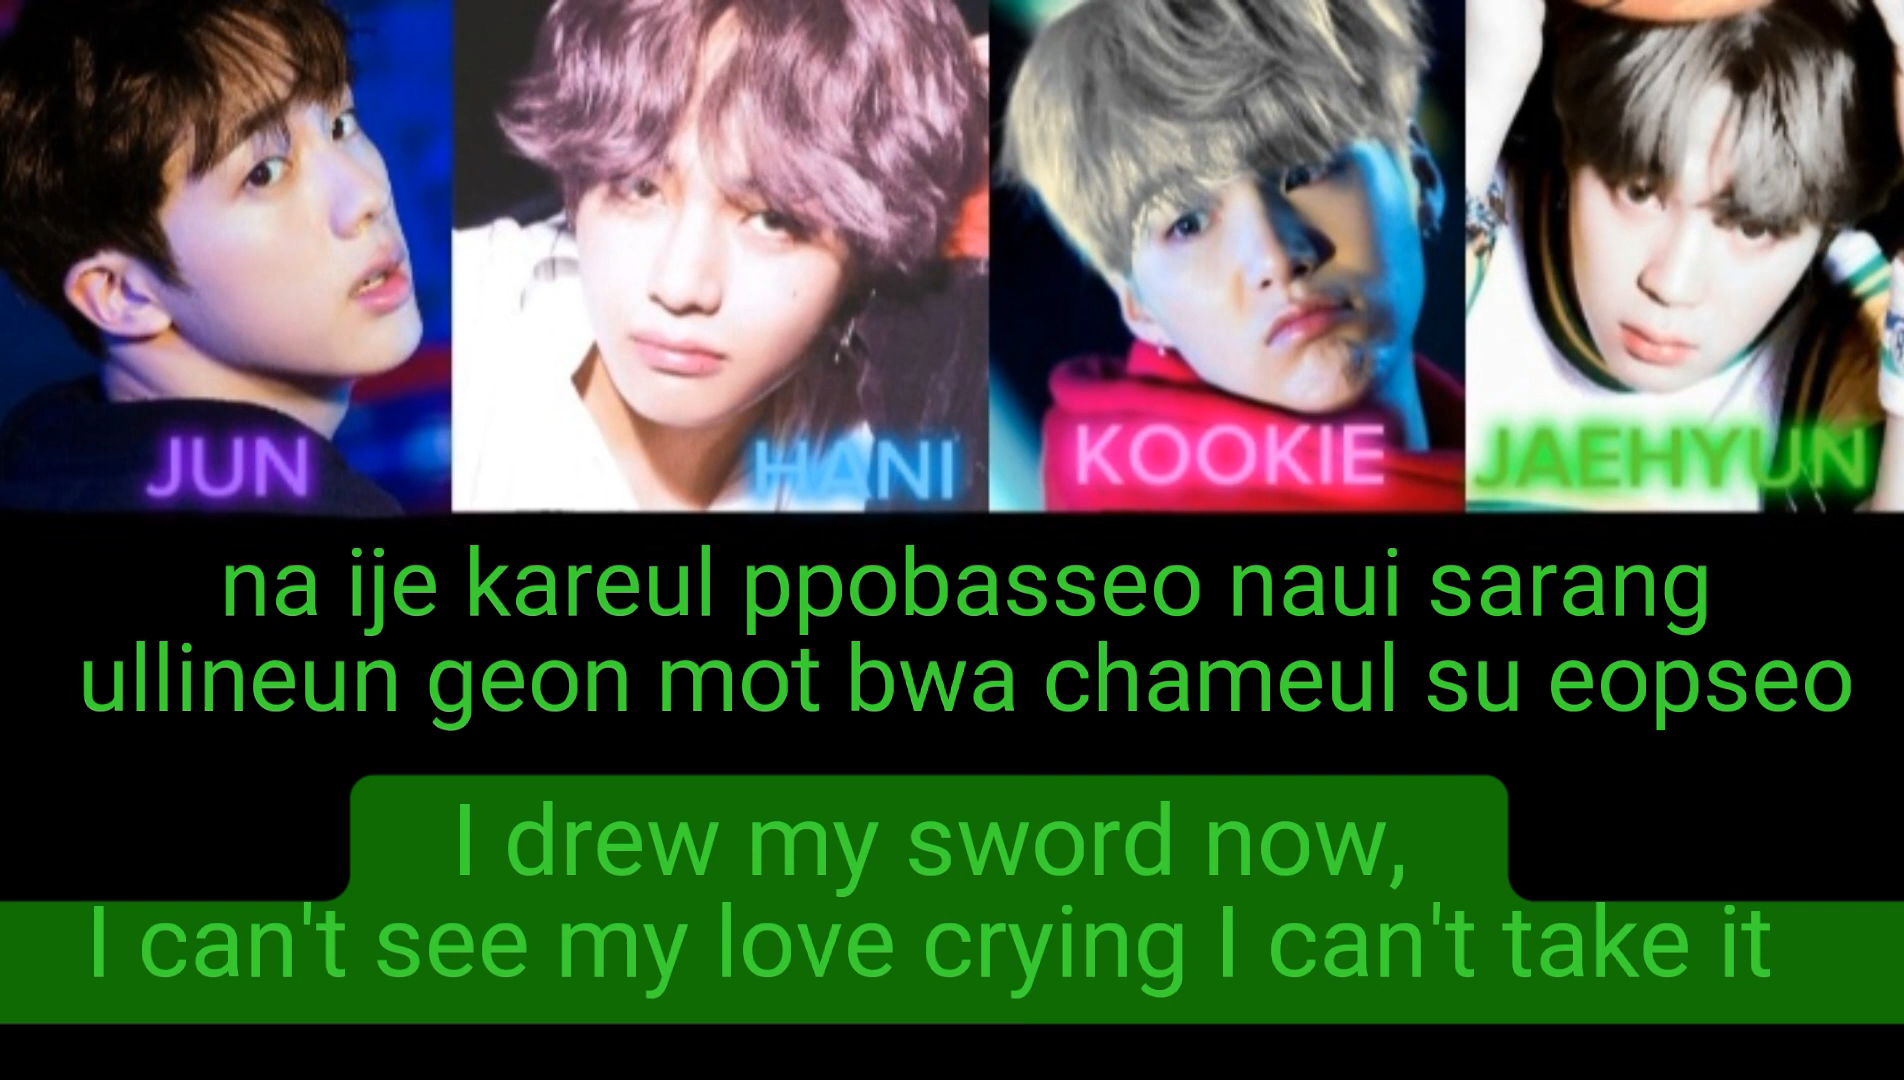 JUN
HANI
KOOKIE
JAEHYUN
na ije kareul ppobasseo naui sarang
ullineun geon mot bwa chameul su eopseo
I drew my sword now,
I can't see my love crying I can't take it